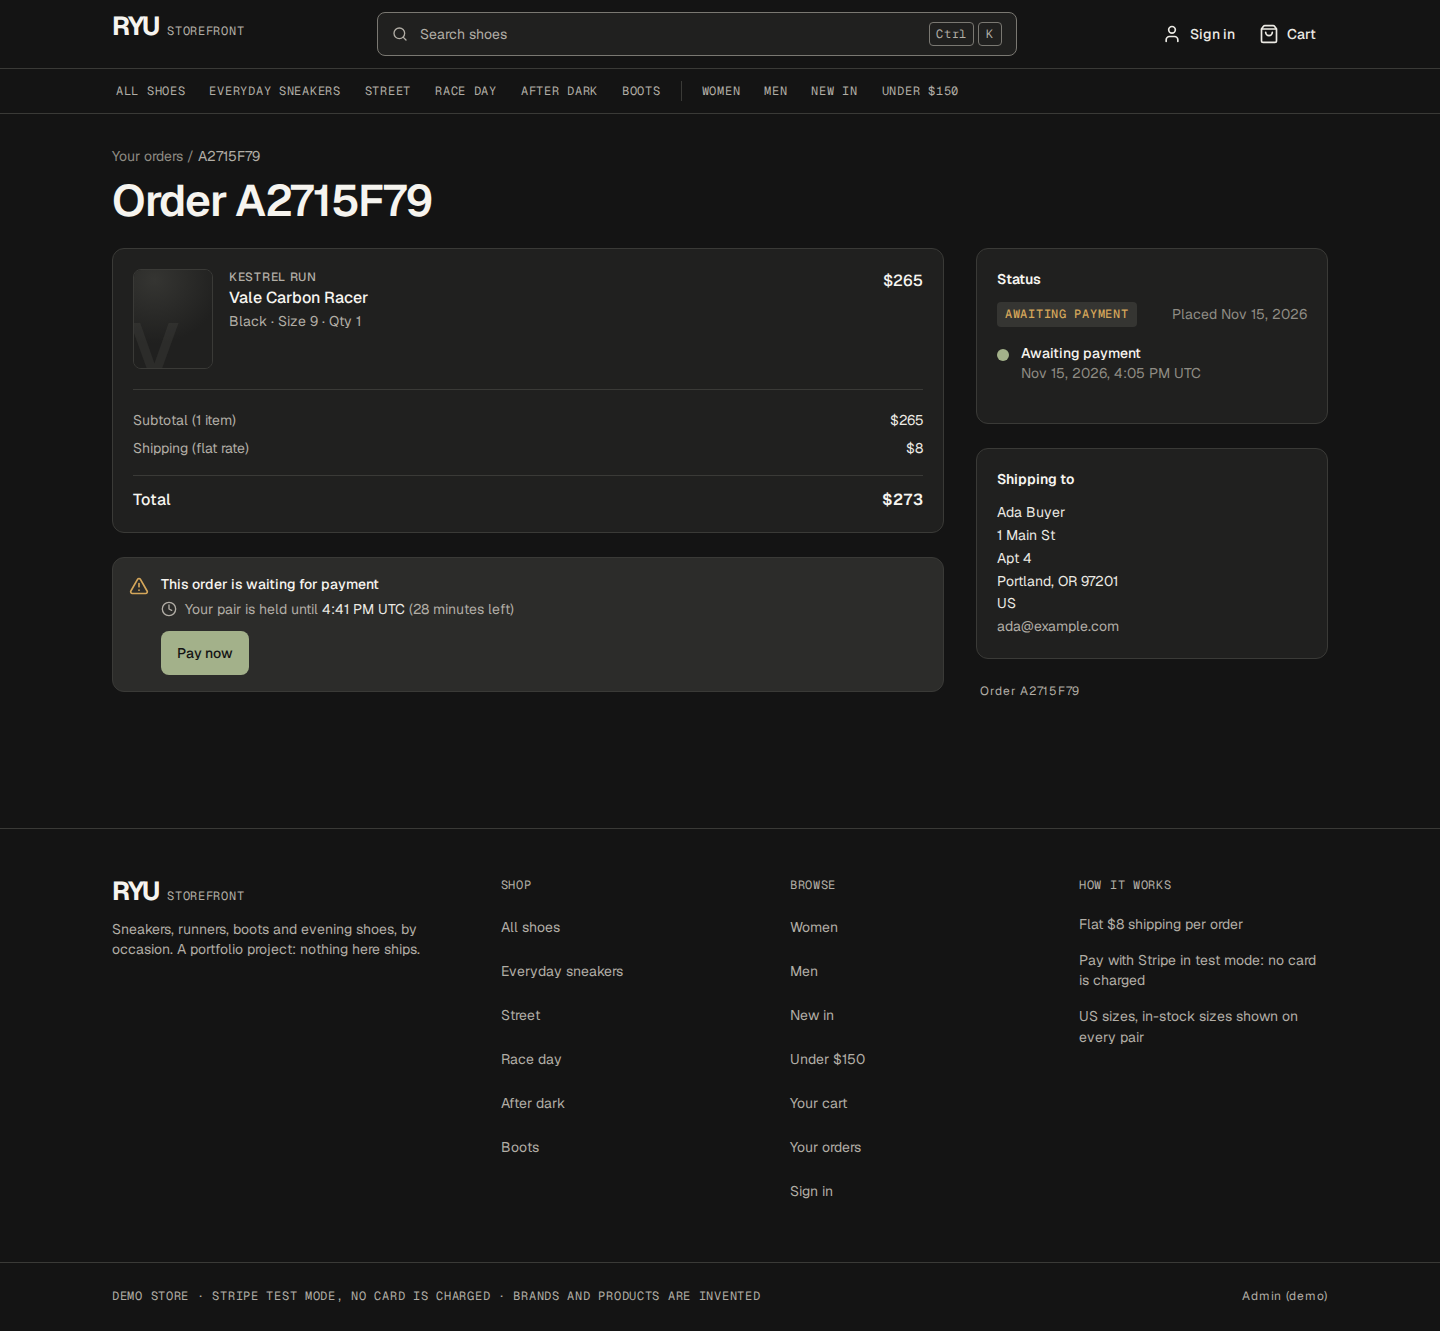 RYU STOREFRONT
Search shoes
Ctrl K
Sign in
Cart
ALL SHOES
EVERYDAY SNEAKERS
STREET
RACE DAY
AFTER DARK
BOOTS
WOMEN
MEN
NEW IN
UNDER $150
Your orders / A2715F79
Order A2715F79
V
KESTREL RUN
Vale Carbon Racer
Black · Size 9 · Qty 1
$265
Subtotal (1 item) $265
Shipping (flat rate) $8
Total $273
This order is waiting for payment
Your pair is held until 4:41 PM UTC (28 minutes left)
Pay now
Status
AWAITING PAYMENT Placed Nov 15, 2026
Awaiting payment
Nov 15, 2026, 4:05 PM UTC
Shipping to
Ada Buyer
1 Main St
Apt 4
Portland, OR 97201
US
ada@example.com
Order A2715F79
RYU STOREFRONT
Sneakers, runners, boots and evening shoes, by
occasion. A portfolio project: nothing here ships.
SHOP
All shoes
Everyday sneakers
Street
Race day
After dark
Boots
BROWSE
Women
Men
New in
Under $150
Your cart
Your orders
Sign in
HOW IT WORKS
Flat $8 shipping per order
Pay with Stripe in test mode: no card
is charged
US sizes, in-stock sizes shown on
every pair
DEMO STORE · STRIPE TEST MODE, NO CARD IS CHARGED · BRANDS AND PRODUCTS ARE INVENTED
Admin (demo)